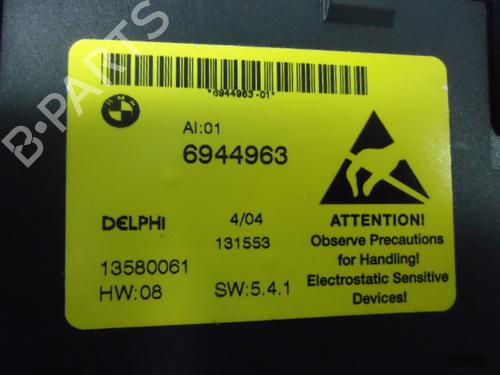 *6944963-01*
BMW
AI:01
6944963
DELPHI
4/04
131553
13580061
HW:08
SW:5.4.1
ATTENTION!
Observe Precautions
for Handling!
Electrostatic Sensitive
Devices!
B-PARTS